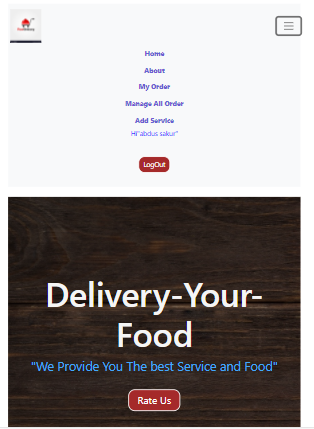 Home
About
My Order
Manage All Order
Add Service
Hi"abdus sakur"
LogOut
Delivery-Your-
Food
"We Provide You The best Service and Food"
Rate Us